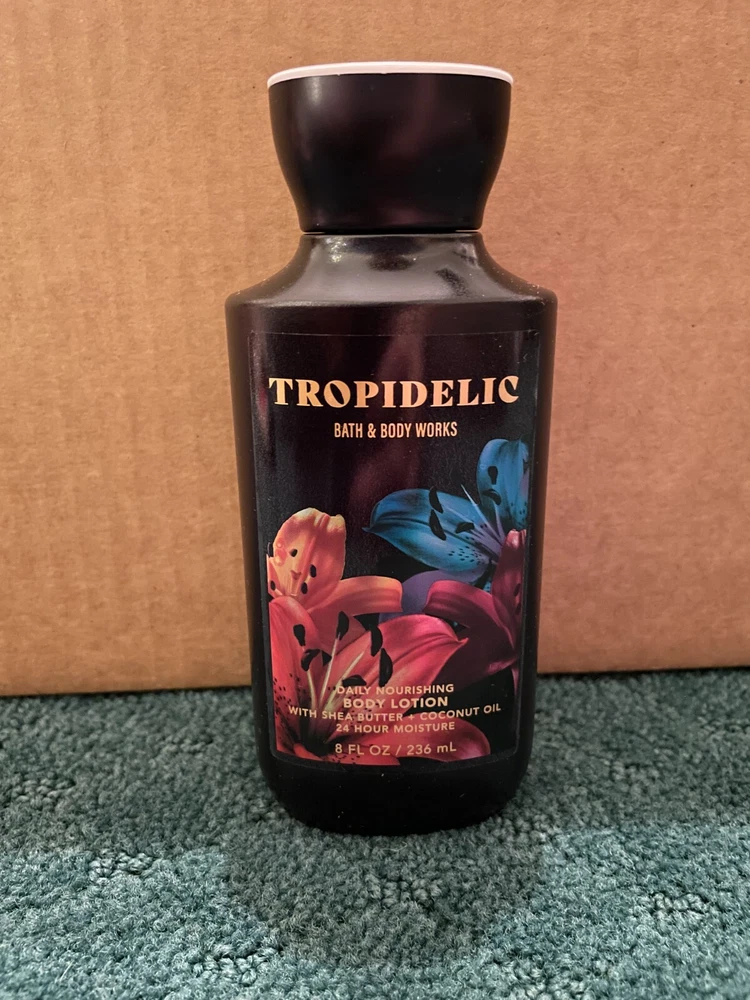 TROPIDELIC
BATH & BODY WORKS
DAILY NOURISHING
BODY LOTION
WITH SHEA BUTTER + COCONUT OIL
24 HOUR MOISTURE
8 FL OZ / 236 mL